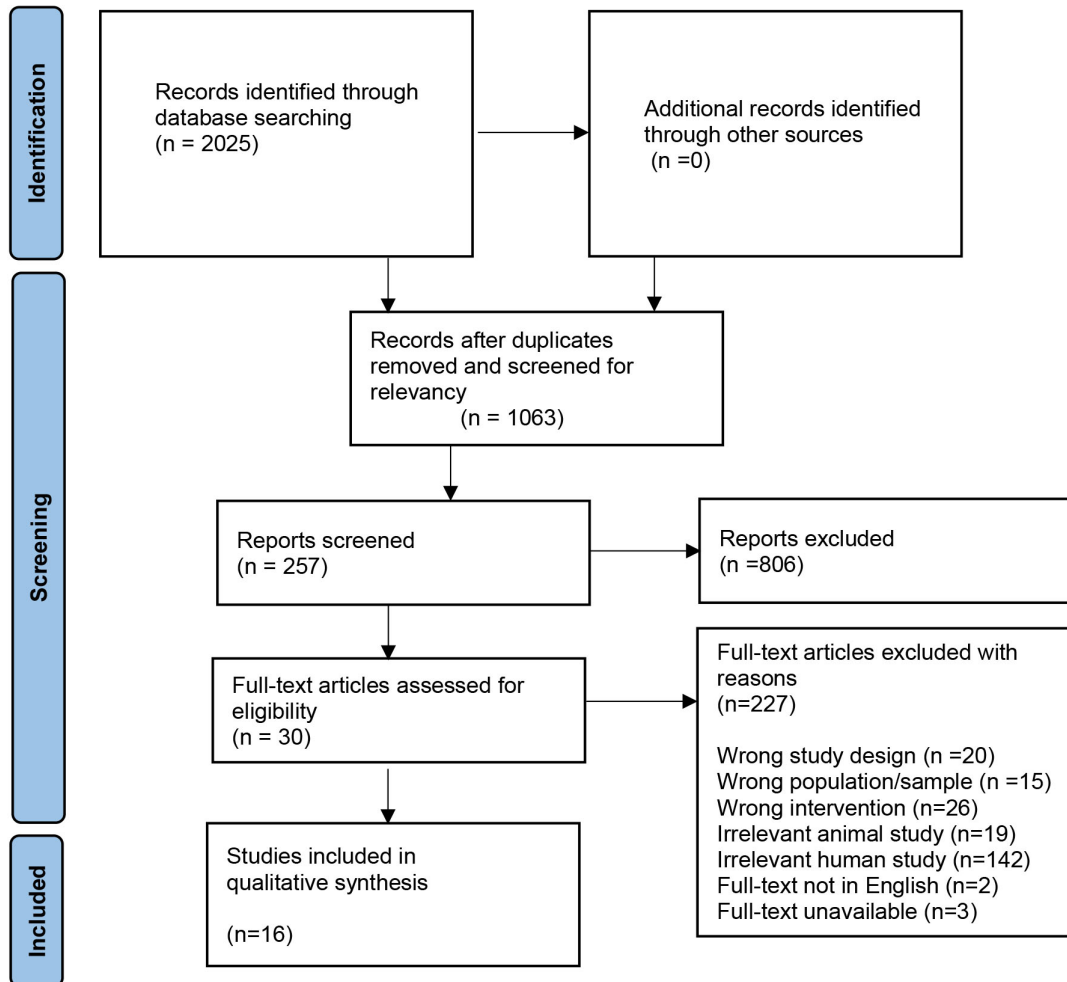 Identification
Records identified through
database searching
(n = 2025)
Additional records identified
through other sources
(n =0)
Screening
Records after duplicates
removed and screened for
relevancy
(n = 1063)
Reports screened
(n = 257)
Reports excluded
(n =806)
Full-text articles assessed for
eligibility
(n = 30)
Full-text articles excluded with
reasons
(n=227)
Wrong study design (n =20)
Wrong population/sample (n =15)
Wrong intervention (n=26)
Irrelevant animal study (n=19)
Irrelevant human study (n=142)
Full-text not in English (n=2)
Full-text unavailable (n=3)
Included
Studies included in
qualitative synthesis
(n=16)